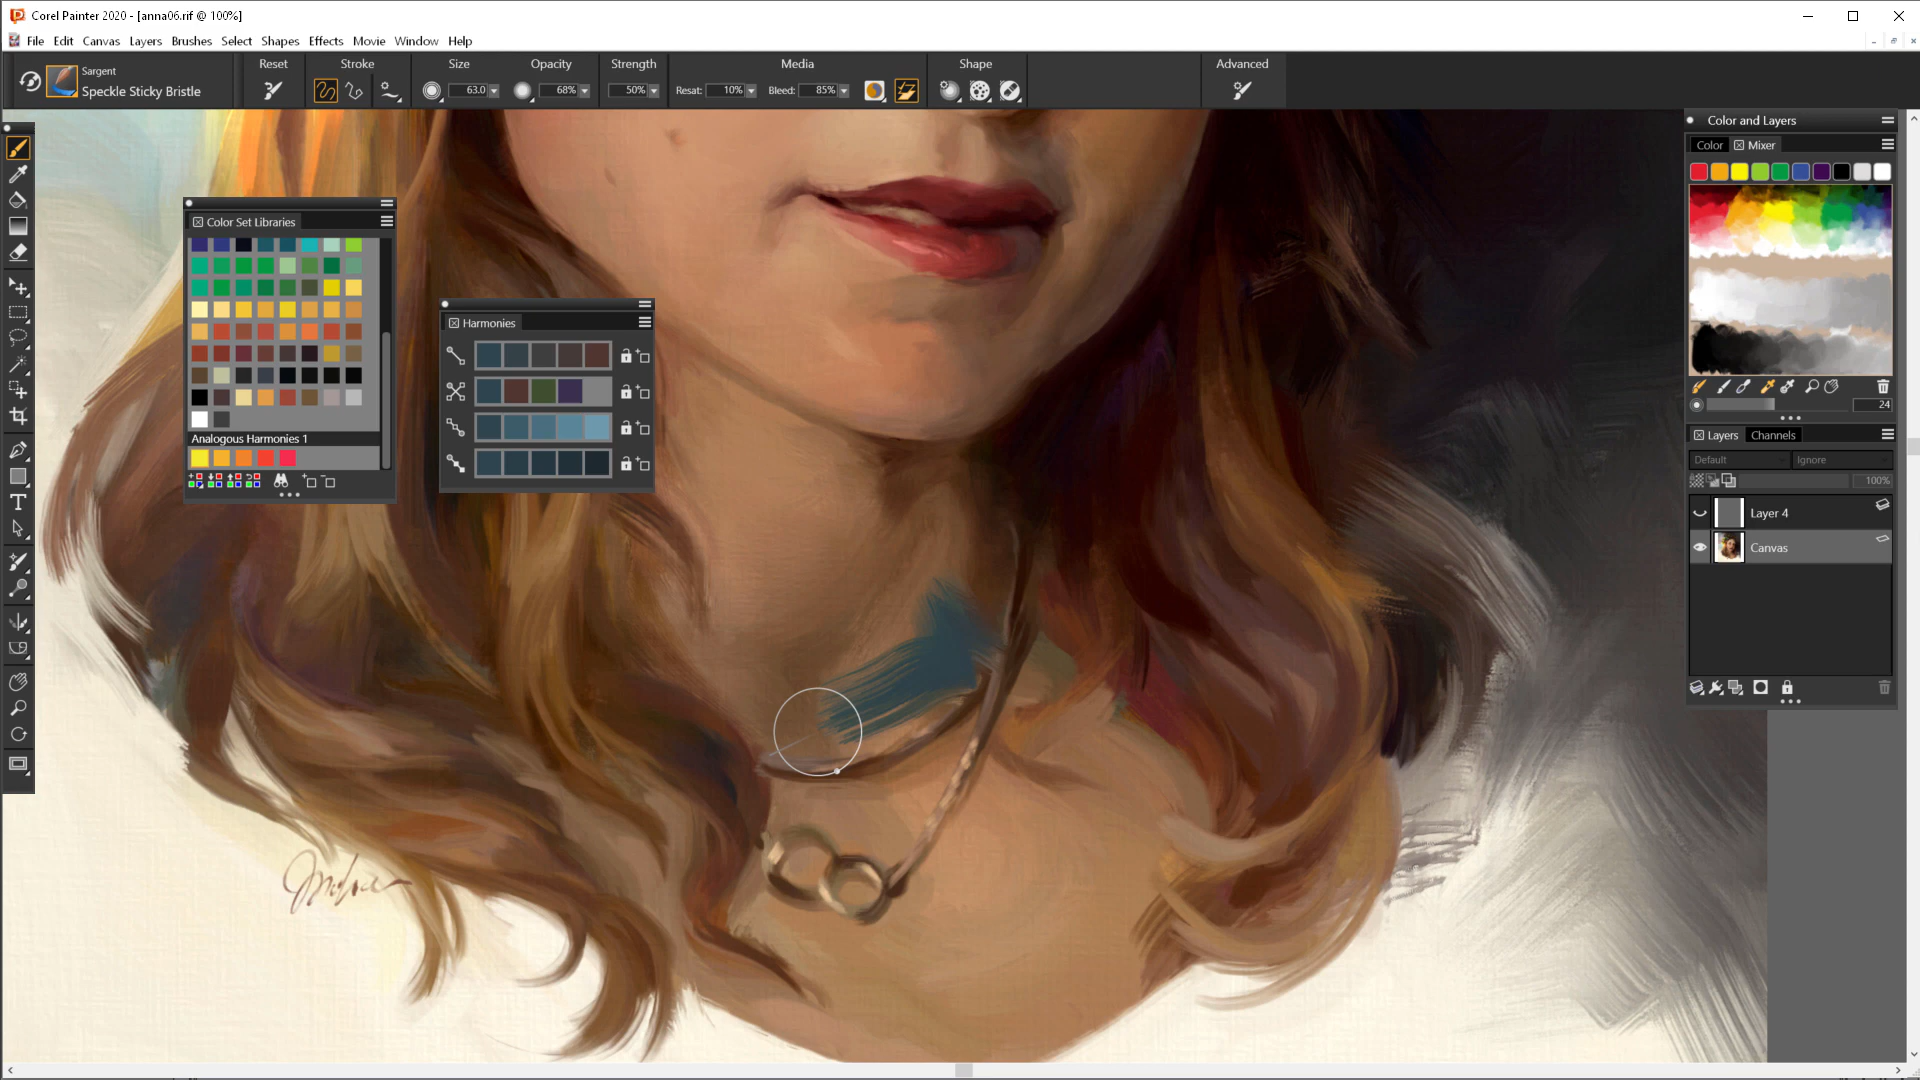 Corel Painter 2020 - [anna06.rif @ 100%]
File Edit Canvas Layers Brushes Select Shapes Effects Movie Window Help
Sargent
Speckle Sticky Bristle
Reset
Stroke
Size
63.0
Opacity
68%
Strength
50%
Media
Resat: 10%
Bleed: 85%
Shape
Advanced
Color Set Libraries
Analogous Harmonies 1
Harmonies
Color and Layers
Color Mixer
24
Layers Channels
Default Ignore
100%
Layer 4
Canvas
T